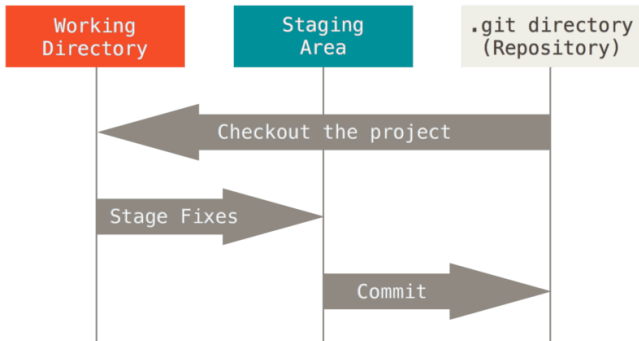 Working
Directory
Staging
Area
.git directory
(Repository)
Checkout the project
Stage Fixes
Commit